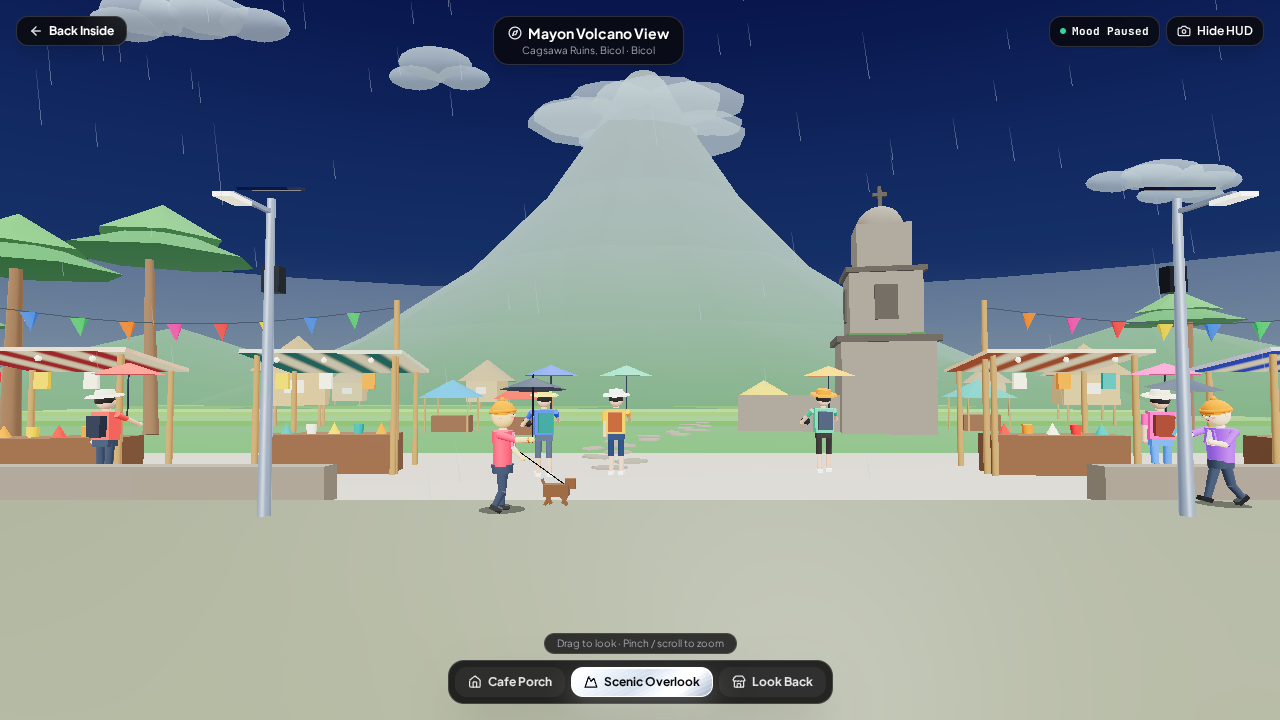 Back Inside
Mayon Volcano View
Cagsawa Ruins, Bicol · Bicol
Mood Paused
Hide HUD
Drag to look · Pinch / scroll to zoom
Cafe Porch
Scenic Overlook
Look Back